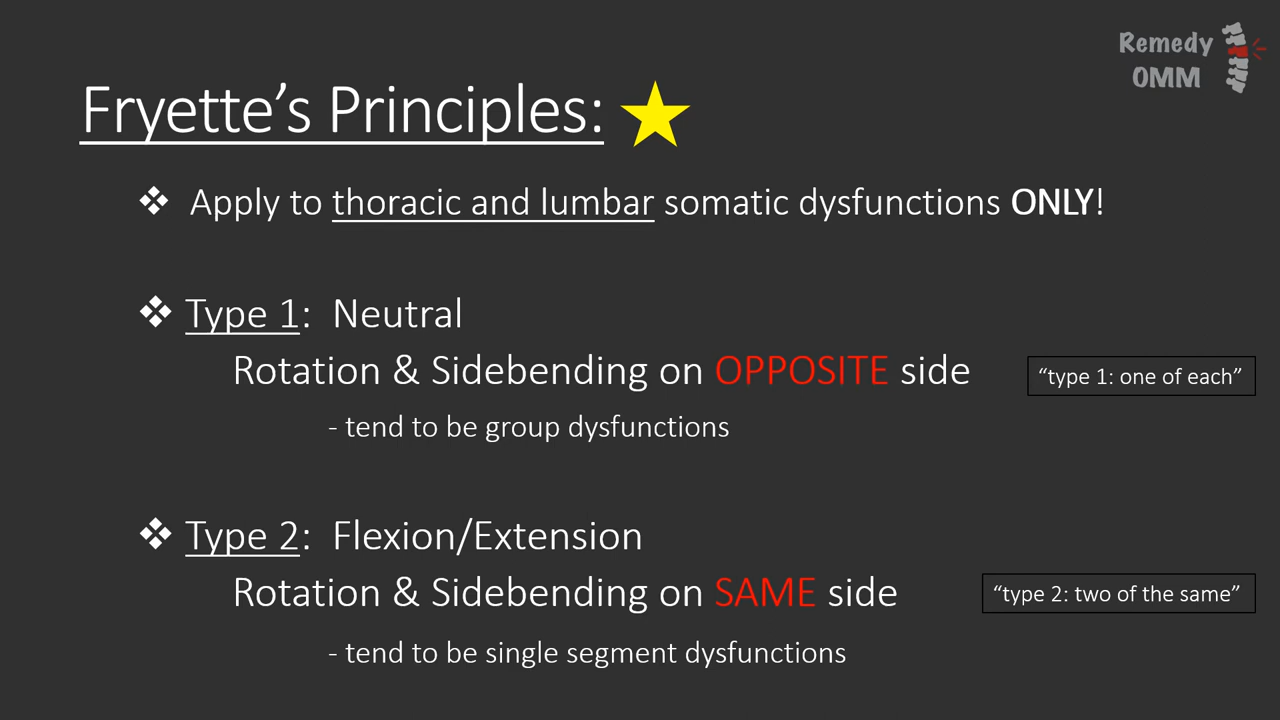 Remedy
OMM
Fryette’s Principles:
❖ Apply to thoracic and lumbar somatic dysfunctions ONLY!
❖ Type 1: Neutral
Rotation & Sidebending on OPPOSITE side
“type 1: one of each”
- tend to be group dysfunctions
❖ Type 2: Flexion/Extension
Rotation & Sidebending on SAME side
“type 2: two of the same”
- tend to be single segment dysfunctions